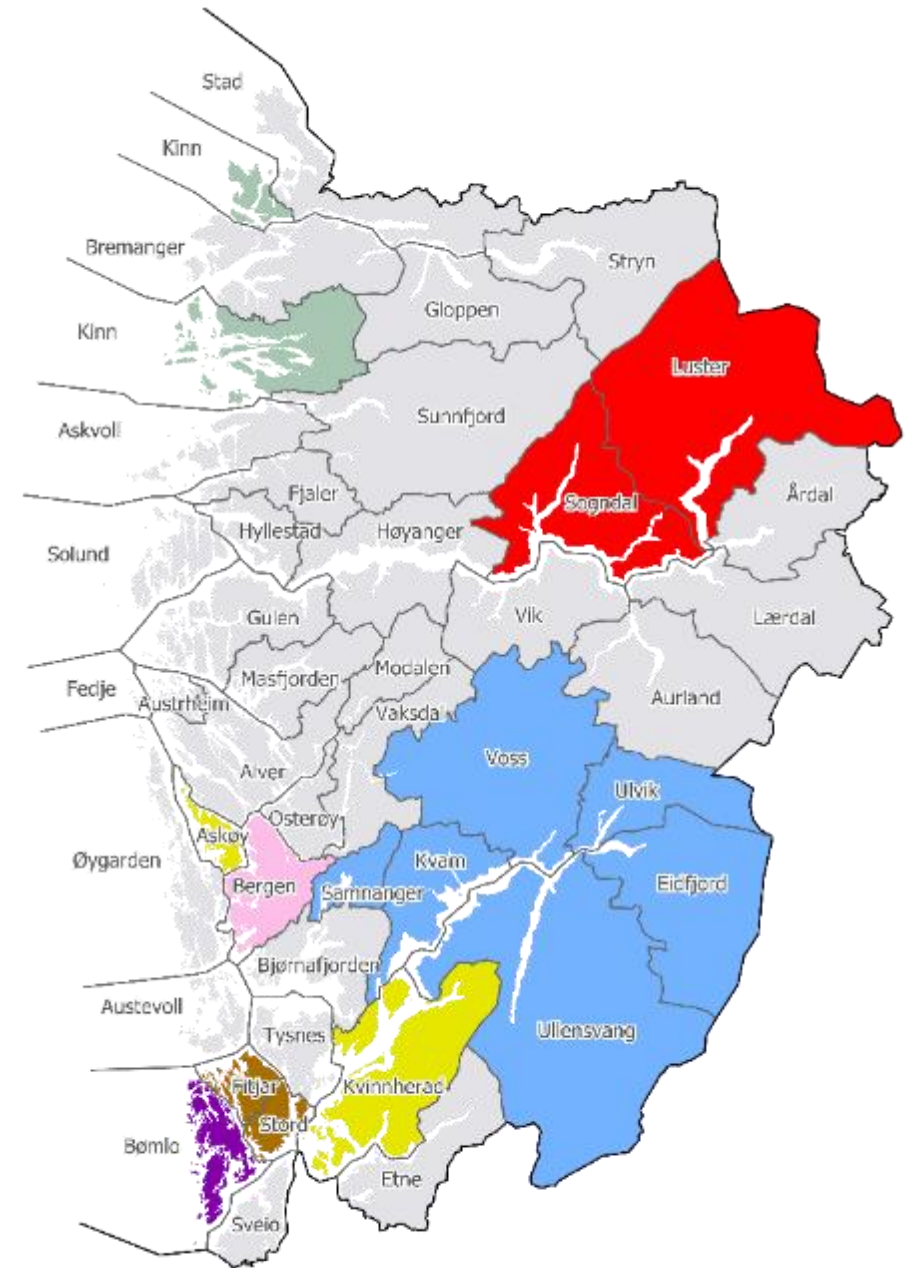 Stad
Kinn
Bremanger
Stryn
Gloppen
Kinn
Luster
Sunnfjord
Askvoll
Fjaler
Årdal
Sogndal
Hyllestad
Høyanger
Solund
Gulen
Vik
Lærdal
Masfjorden
Modalen
Fedje
Austrheim
Aurland
Vaksdal
Voss
Alver
Ulvik
Osterøy
Askøy
Øygarden
Kvam
Bergen
Samnanger
Eidfjord
Bjørnafjorden
Austevoll
Tysnes
Ullensvang
Fitjar
Kvinnherad
Stord
Bømlo
Etne
Sveio